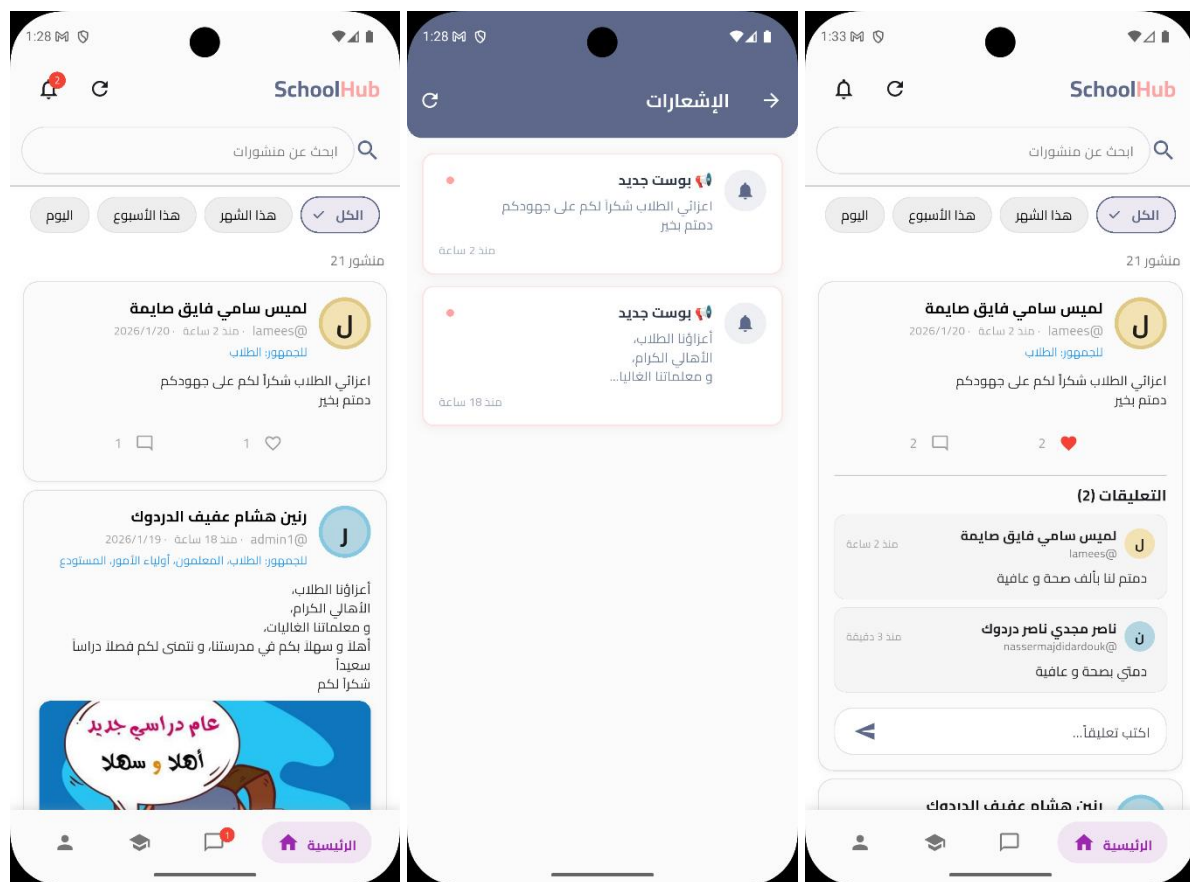 1:28
2
SchoolHub
ابحث عن منشورات
الكل
هذا الشهر
هذا الأسبوع
اليوم
منشور 21
ل
لميس سامي فايق صايمة
@lamees · منذ 2 ساعة · 2026/1/20
للجمهور: الطلاب
اعزائي الطلاب شكراً لكم على جهودكم
دمتم بخير
1
1
ر
رنين هشام عفيف الدردوك
@admin1 · منذ 18 ساعة · 2026/1/19
للجمهور: الطلاب، المعلمون، أولياء الأمور، المستودع
أعزاؤنا الطلاب،
الأهالي الكرام،
و معلماتنا الغاليات،
أهلاً و سهلاً بكم في مدرستنا، و نتمنى لكم فصلاً دراساً
سعيداً
شكراً لكم
عام دراسي جديد
أهلا و سهلا
الرئيسية
1
1:28
الإشعارات
بوست جديد
اعزائي الطلاب شكراً لكم على جهودكم
دمتم بخير
منذ 2 ساعة
بوست جديد
أعزاؤنا الطلاب،
الأهالي الكرام،
و معلماتنا الغاليا...
منذ 18 ساعة
1:33
SchoolHub
ابحث عن منشورات
الكل
هذا الشهر
هذا الأسبوع
اليوم
منشور 21
ل
لميس سامي فايق صايمة
@lamees · منذ 2 ساعة · 2026/1/20
للجمهور: الطلاب
اعزائي الطلاب شكراً لكم على جهودكم
دمتم بخير
2
2
التعليقات (2)
ل
لميس سامي فايق صايمة
منذ 2 ساعة
@lamees
دمتم لنا بألف صحة و عافية
ن
ناصر مجدي ناصر دردوك
منذ 3 دقيقة
@nassermajdidardouk
دمتي بصحة و عافية
اكتب تعليقاً...
رنين هشام عفيف الدردوك
الرئيسية